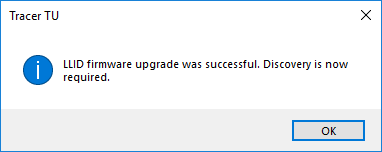 Tracer TU
LLID firmware upgrade was successful. Discovery is now
required.
OK